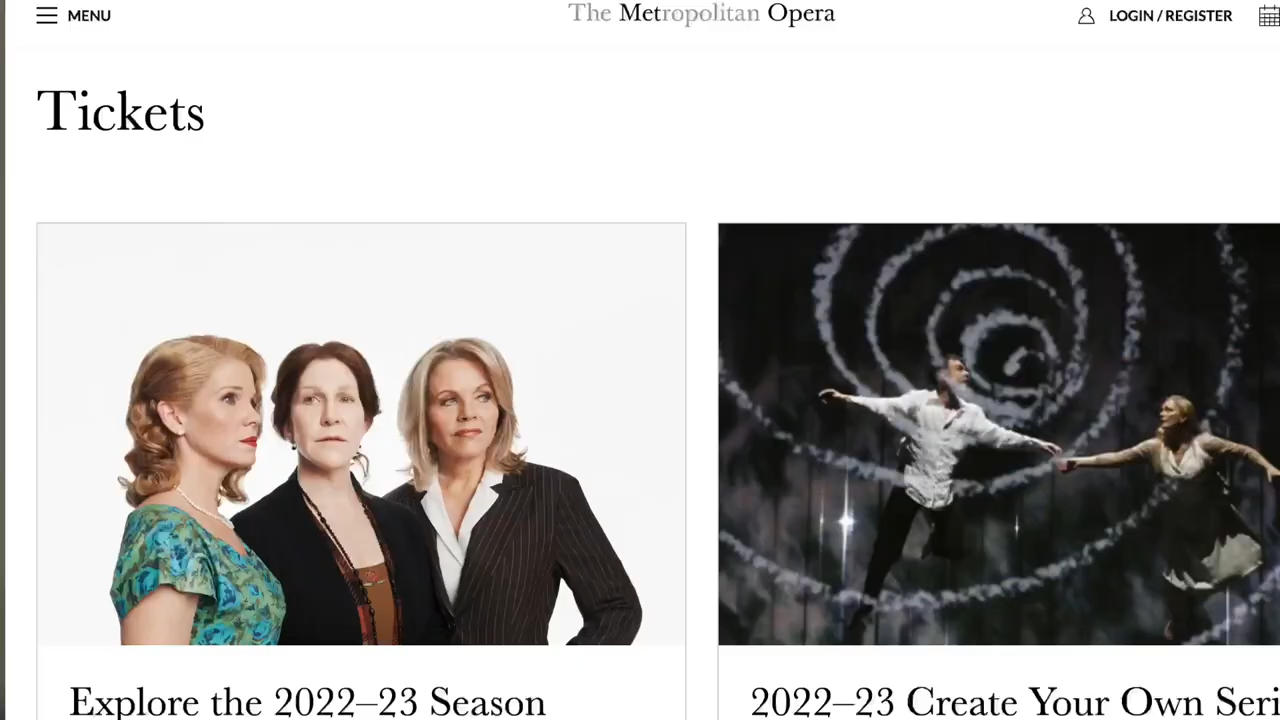 MENU
The Metropolitan Opera
LOGIN / REGISTER
Tickets
Explore the 2022–23 Season
2022–23 Create Your Own Seri